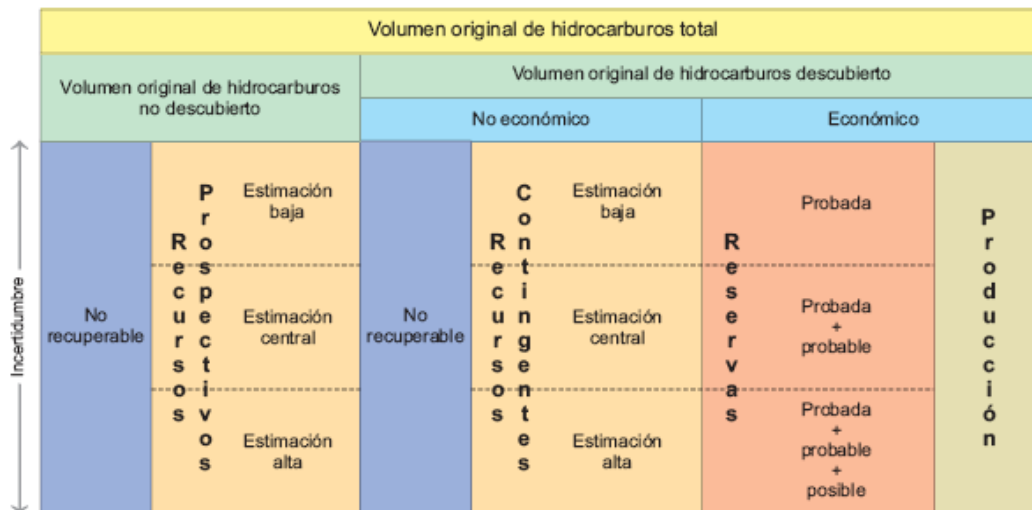 Volumen original de hidrocarburos total
Volumen original de hidrocarburos
no descubierto
Volumen original de hidrocarburos descubierto
No económico
Económico
Incertidumbre
No
recuperable
Recursos
Prospectivos
Estimación
baja
Estimación
central
Estimación
alta
No
recuperable
Recursos
Contingentes
Estimación
baja
Estimación
central
Estimación
alta
Reservas
Probada
Probada
+
probable
Probada
+
probable
+
posible
Producción